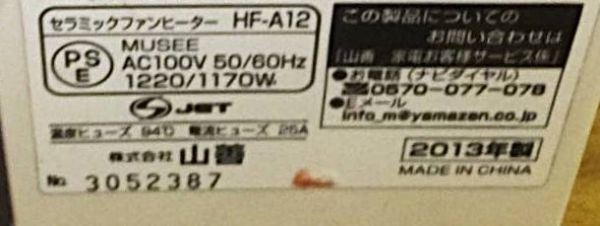 セラミックファンヒーター HF-A12
PSE
MUSEE
AC100V 50/60Hz
1220/1170W
JET
温度ヒューズ 94℃ 電流ヒューズ 25A
株式会社 山善
No. 3052387
この製品についての
お問い合わせは
「山善 家電お客様サービス係」
●お電話(ナビダイヤル)
0570-077-078
●Eメール
info_m@yamazen.co.jp
2013年製
MADE IN CHINA